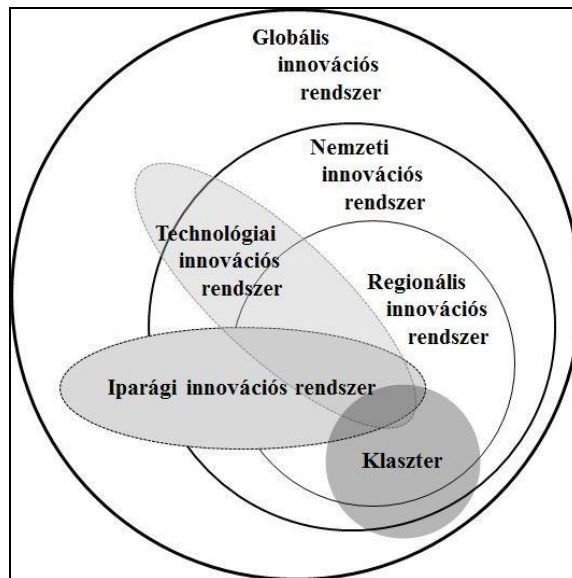 Globális
innovációs
rendszer
Nemzeti
innovációs
rendszer
Technológiai
innovációs
rendszer
Regionális
innovációs
rendszer
Iparági innovációs rendszer
Klaszter